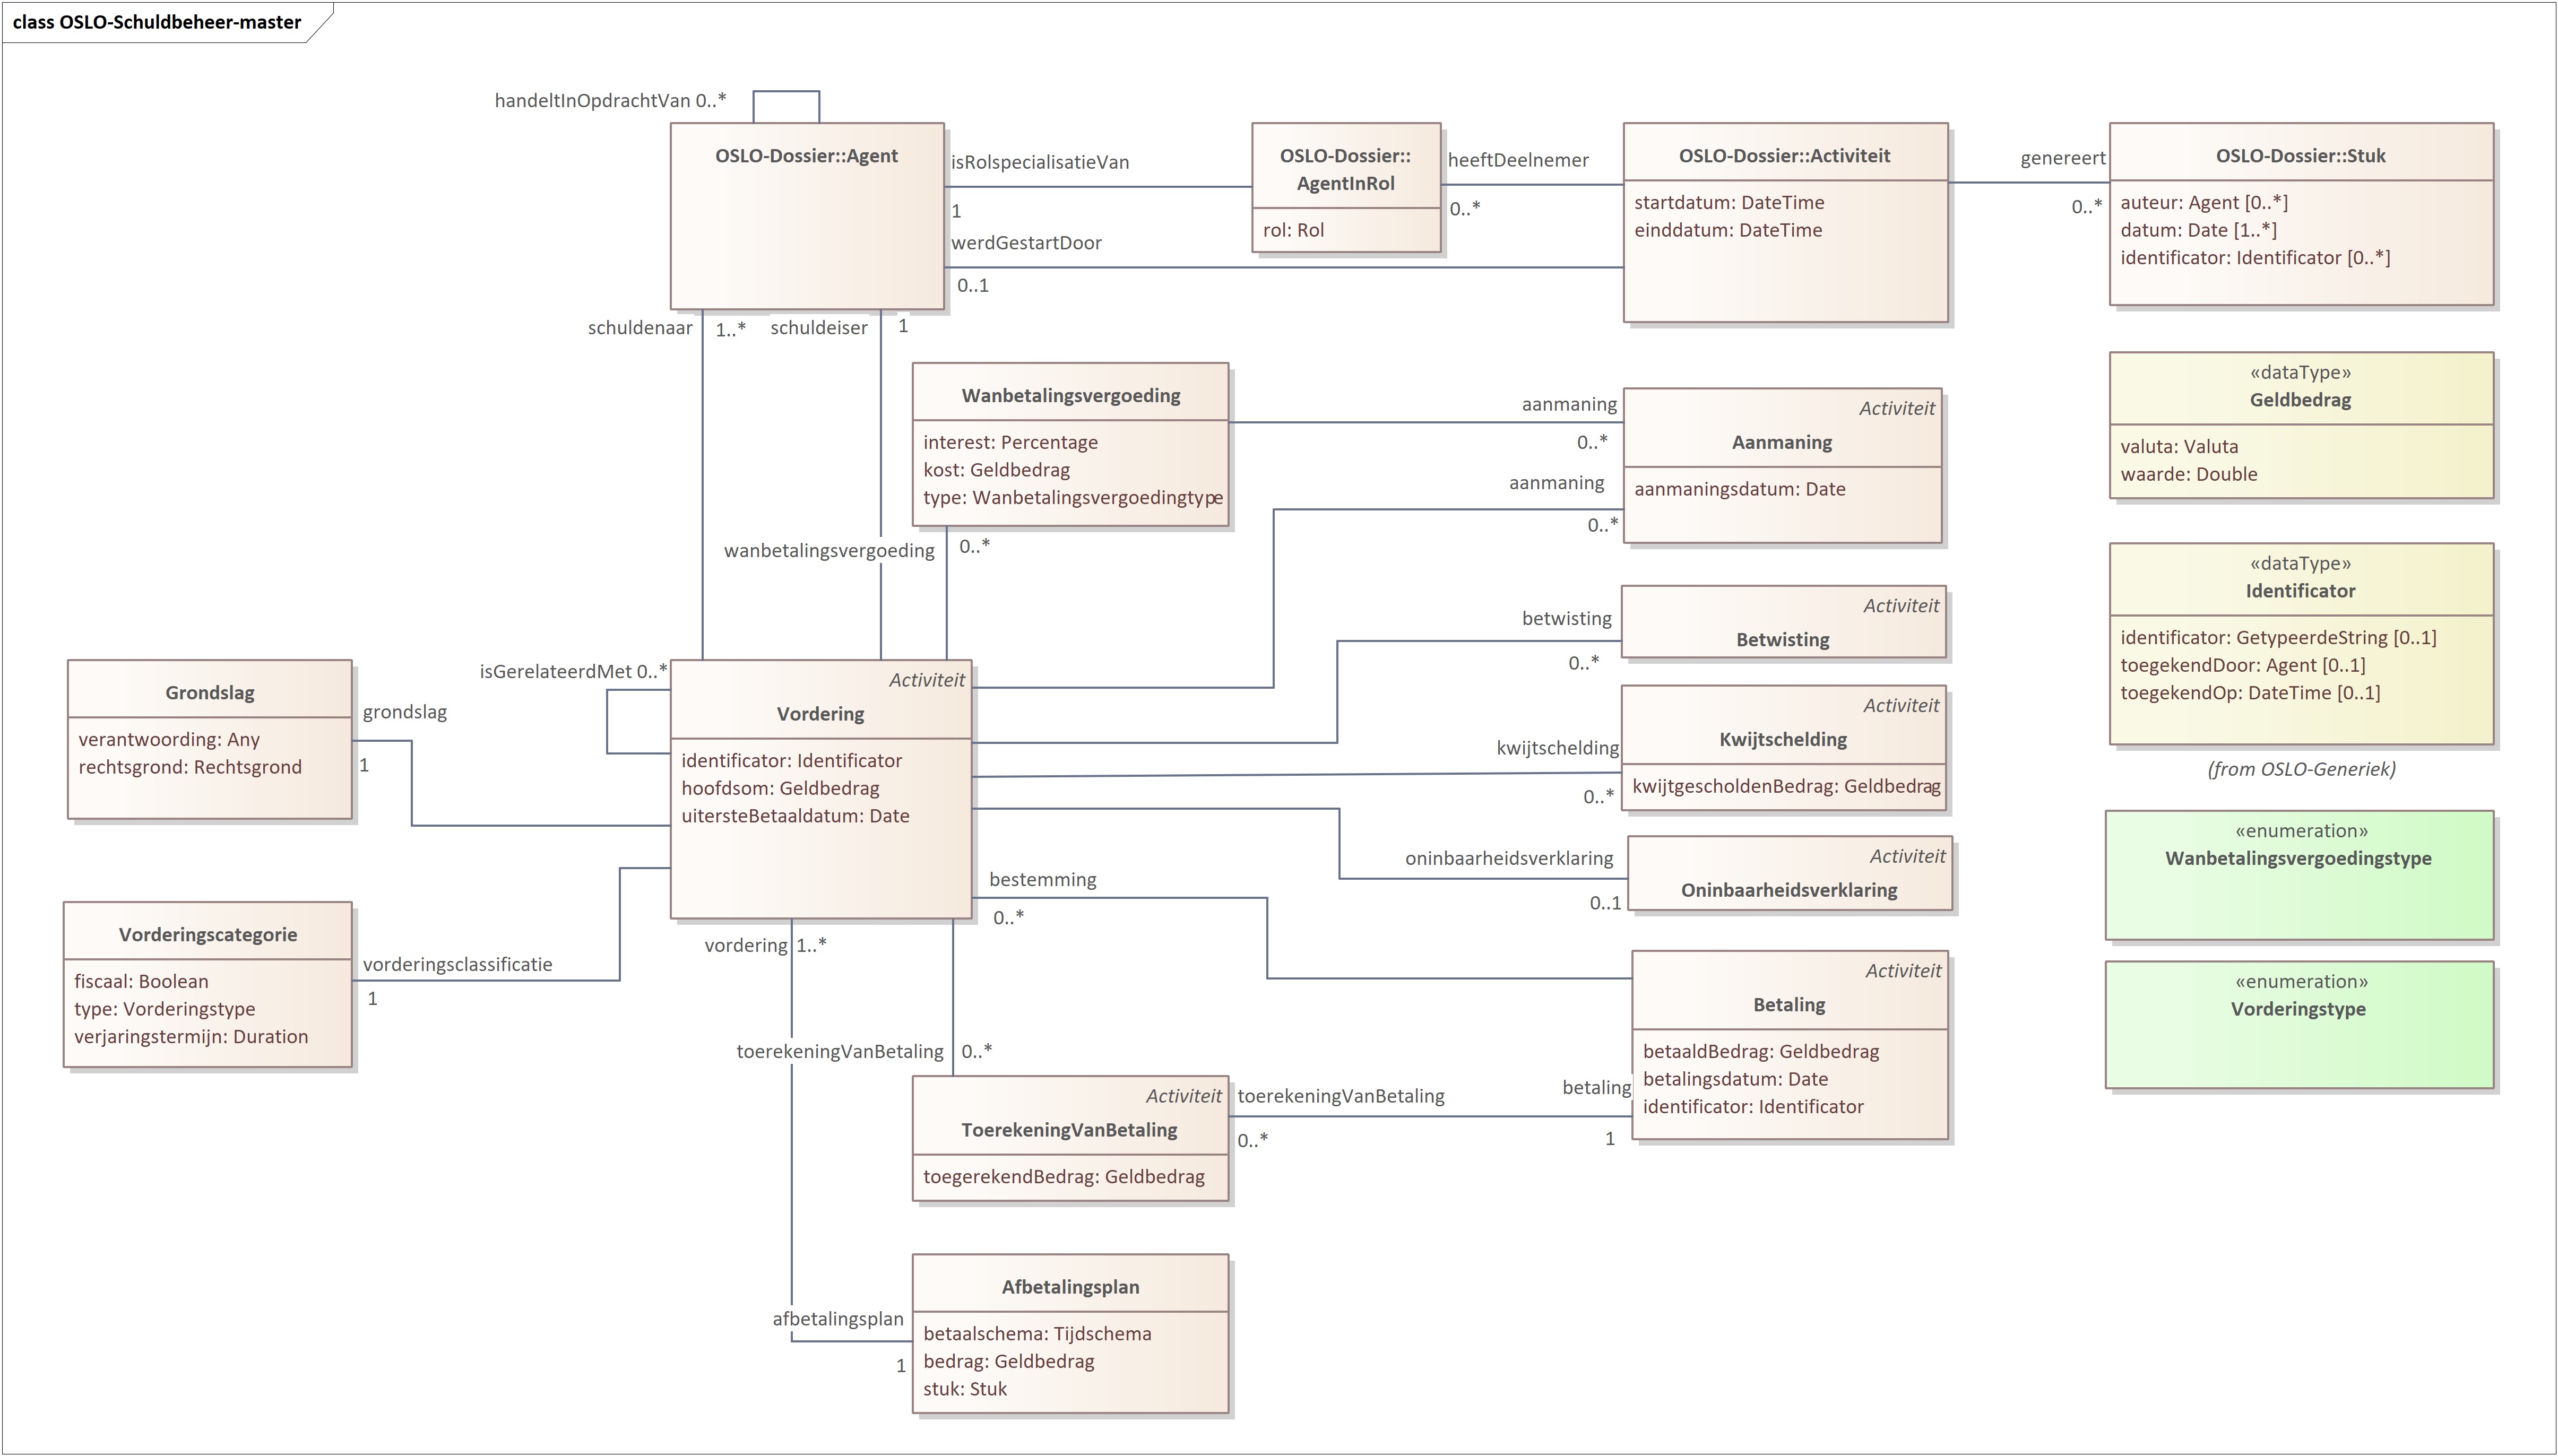 class OSLO-Schuldbeheer-master
handeltInOpdrachtVan 0..*
OSLO-Dossier::Agent
isRolspecialisatieVan
1
werdGestartDoor
0..1
OSLO-Dossier::
AgentInRol
rol: Rol
heeftDeelnemer
0..*
OSLO-Dossier::Activiteit
startdatum: DateTime
einddatum: DateTime
genereert
0..*
OSLO-Dossier::Stuk
auteur: Agent [0..*]
datum: Date [1..*]
identificator: Identificator [0..*]
schuldenaar
1..*
schuldeiser
1
Wanbetalingsvergoeding
interest: Percentage
kost: Geldbedrag
type: Wanbetalingsvergoedingtype
wanbetalingsvergoeding
0..*
aanmaning
0..*
aanmaning
0..*
Activiteit
Aanmaning
aanmaningsdatum: Date
«dataType»
Geldbedrag
valuta: Valuta
waarde: Double
betwisting
0..*
Activiteit
Betwisting
«dataType»
Identificator
identificator: GetypeerdeString [0..1]
toegekendDoor: Agent [0..1]
toegekendOp: DateTime [0..1]
(from OSLO-Generiek)
Grondslag
verantwoording: Any
rechtsgrond: Rechtsgrond
grondslag
1
isGerelateerdMet 0..*
Activiteit
Vordering
identificator: Identificator
hoofdsom: Geldbedrag
uitersteBetaaldatum: Date
kwijtschelding
0..*
Activiteit
Kwijtschelding
kwijtgescholdenBedrag: Geldbedrag
oninbaarheidsverklaring
0..1
Activiteit
Oninbaarheidsverklaring
«enumeration»
Wanbetalingsvergoedingstype
Vorderingscategorie
fiscaal: Boolean
type: Vorderingstype
verjaringstermijn: Duration
vorderingsclassificatie
1
bestemming
0..*
vordering
1..*
Activiteit
Betaling
betaaldBedrag: Geldbedrag
betalingsdatum: Date
identificator: Identificator
«enumeration»
Vorderingstype
toerekeningVanBetaling
0..*
Activiteit
ToerekeningVanBetaling
toegerekendBedrag: Geldbedrag
toerekeningVanBetaling
0..*
betaling
1
afbetalingsplan
1
Afbetalingsplan
betaalschema: Tijdschema
bedrag: Geldbedrag
stuk: Stuk